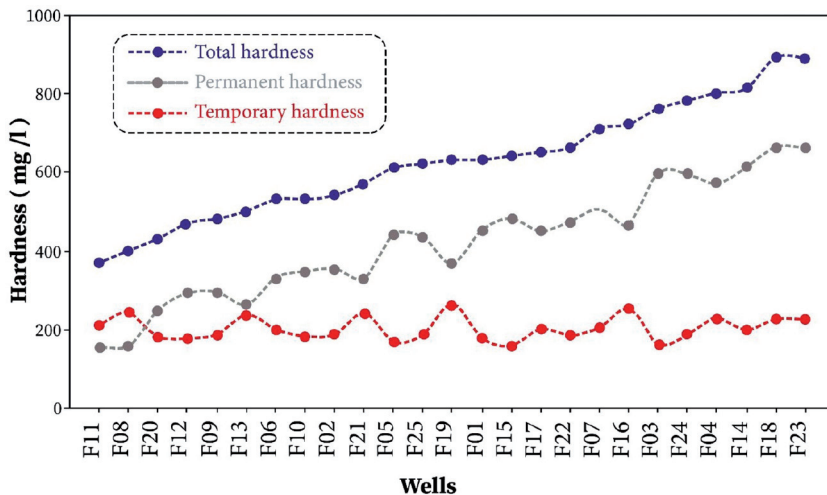 1000
800
600
400
200
0
Hardness ( mg /l )
Total hardness
Permanent hardness
Temporary hardness
F11 F08 F20 F12 F09 F13 F06 F10 F02 F21 F05 F25 F19 F01 F15 F17 F22 F07 F16 F03 F24 F04 F14 F18 F23
Wells